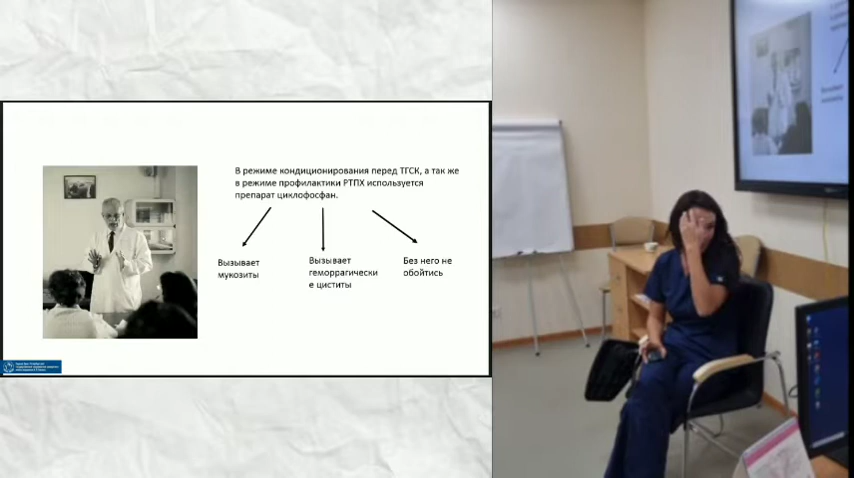 В режиме кондиционирования перед ТГСК, а так же
в режиме профилактики РТПХ используется
препарат циклофосфан.
Вызывает
мукозиты
Вызывает
геморрагически
е циститы
Без него не
обойтись